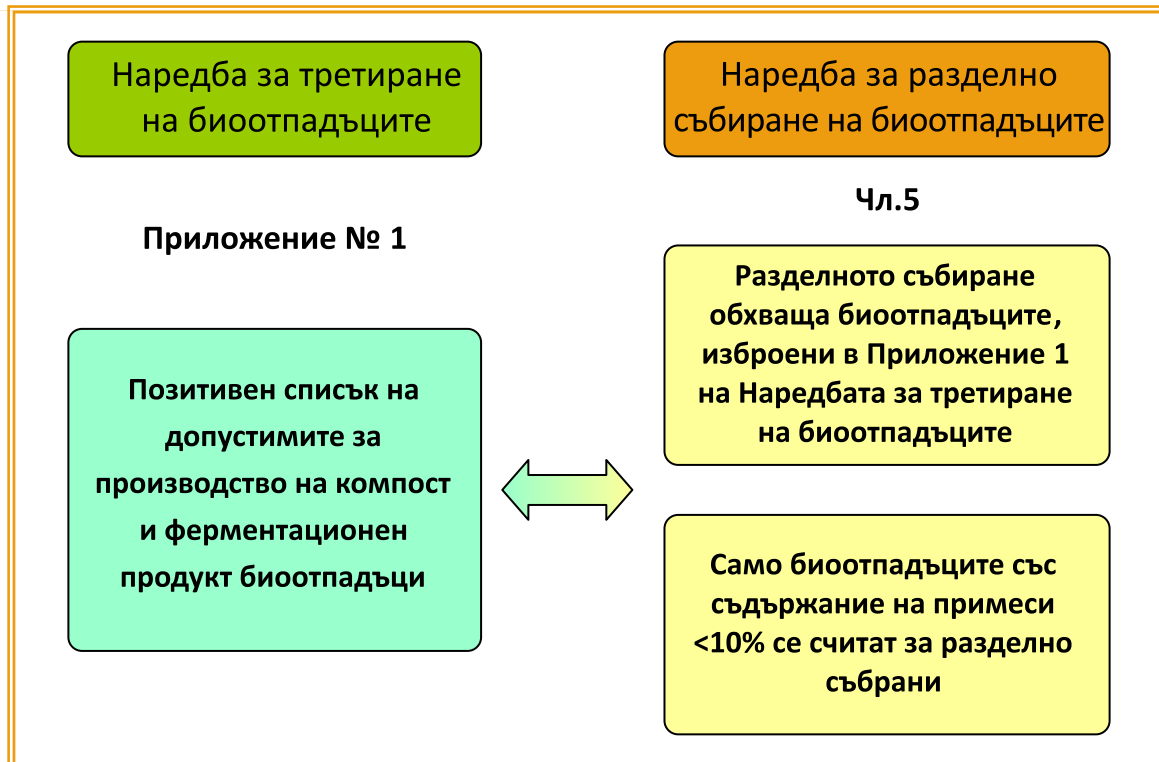 Наредба за третиране
на биоотпадъците
Приложение № 1
Позитивен списък на
допустимите за
производство на компост
и ферментационен
продукт биоотпадъци
Наредба за разделно
събиране на биоотпадъците
Чл.5
Разделното събиране
обхваща биоотпадъците,
изброени в Приложение 1
на Наредбата за третиране
на биоотпадъците
Само биоотпадъците със
съдържание на примеси
<10% се считат за разделно
събрани